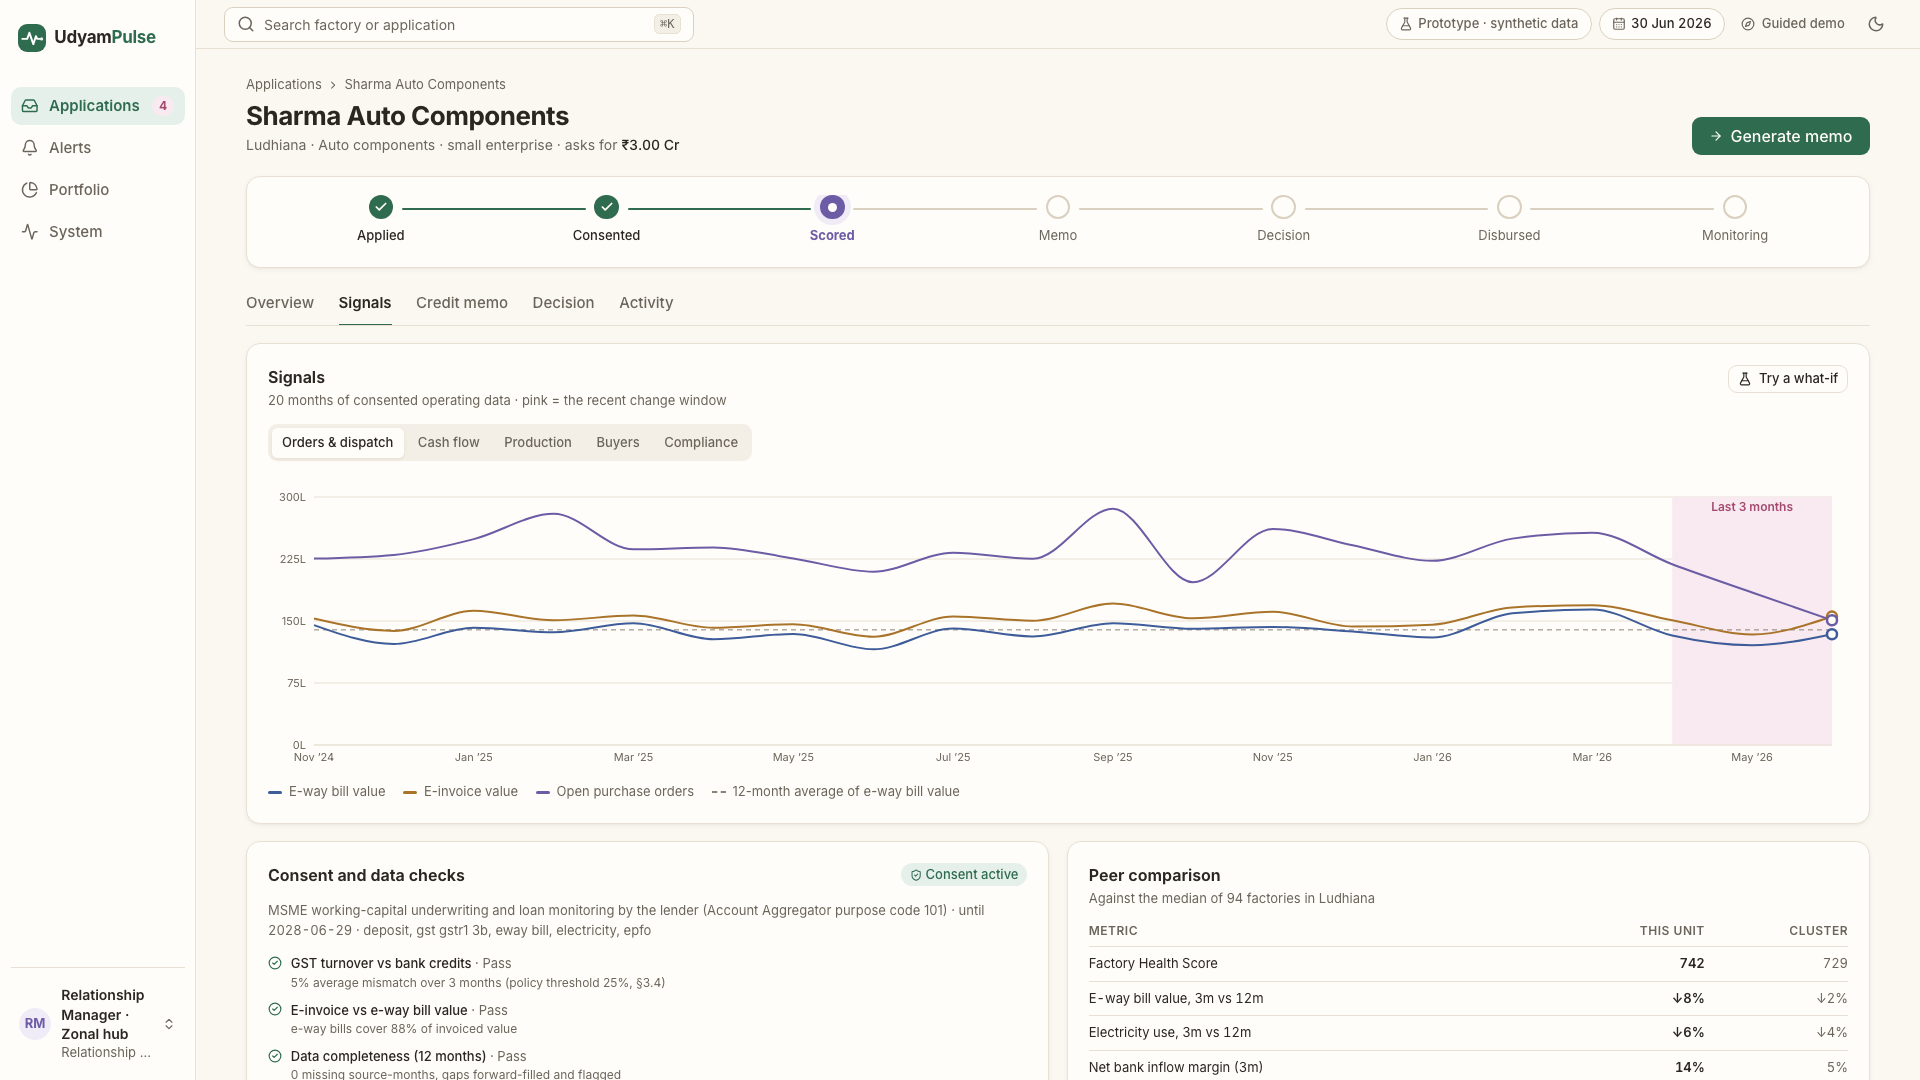 UdyamPulse
Search factory or application
⌘K
Prototype · synthetic data
30 Jun 2026
Guided demo
Applications
4
Alerts
Portfolio
System
Applications › Sharma Auto Components
Sharma Auto Components
Ludhiana · Auto components · small enterprise · asks for ₹3.00 Cr
Generate memo
Applied
Consented
Scored
Memo
Decision
Disbursed
Monitoring
Overview
Signals
Credit memo
Decision
Activity
Signals
20 months of consented operating data · pink = the recent change window
Try a what-if
Orders & dispatch
Cash flow
Production
Buyers
Compliance
300L
225L
150L
75L
0L
Last 3 months
Nov ’24
Jan ’25
Mar ’25
May ’25
Jul ’25
Sep ’25
Nov ’25
Jan ’26
Mar ’26
May ’26
E-way bill value
E-invoice value
Open purchase orders
12-month average of e-way bill value
Consent and data checks
Consent active
MSME working-capital underwriting and loan monitoring by the lender (Account Aggregator purpose code 101) · until
2028-06-29 · deposit, gst gstr1 3b, eway bill, electricity, epfo
GST turnover vs bank credits · Pass
5% average mismatch over 3 months (policy threshold 25%, §3.4)
E-invoice vs e-way bill value · Pass
e-way bills cover 88% of invoiced value
Data completeness (12 months) · Pass
0 missing source-months, gaps forward-filled and flagged
Peer comparison
Against the median of 94 factories in Ludhiana
METRIC THIS UNIT CLUSTER
Factory Health Score 742 729
E-way bill value, 3m vs 12m ↓8% ↓2%
Electricity use, 3m vs 12m ↓6% ↓4%
Net bank inflow margin (3m) 14% 5%
RM
Relationship
Manager ·
Zonal hub
Relationship ...